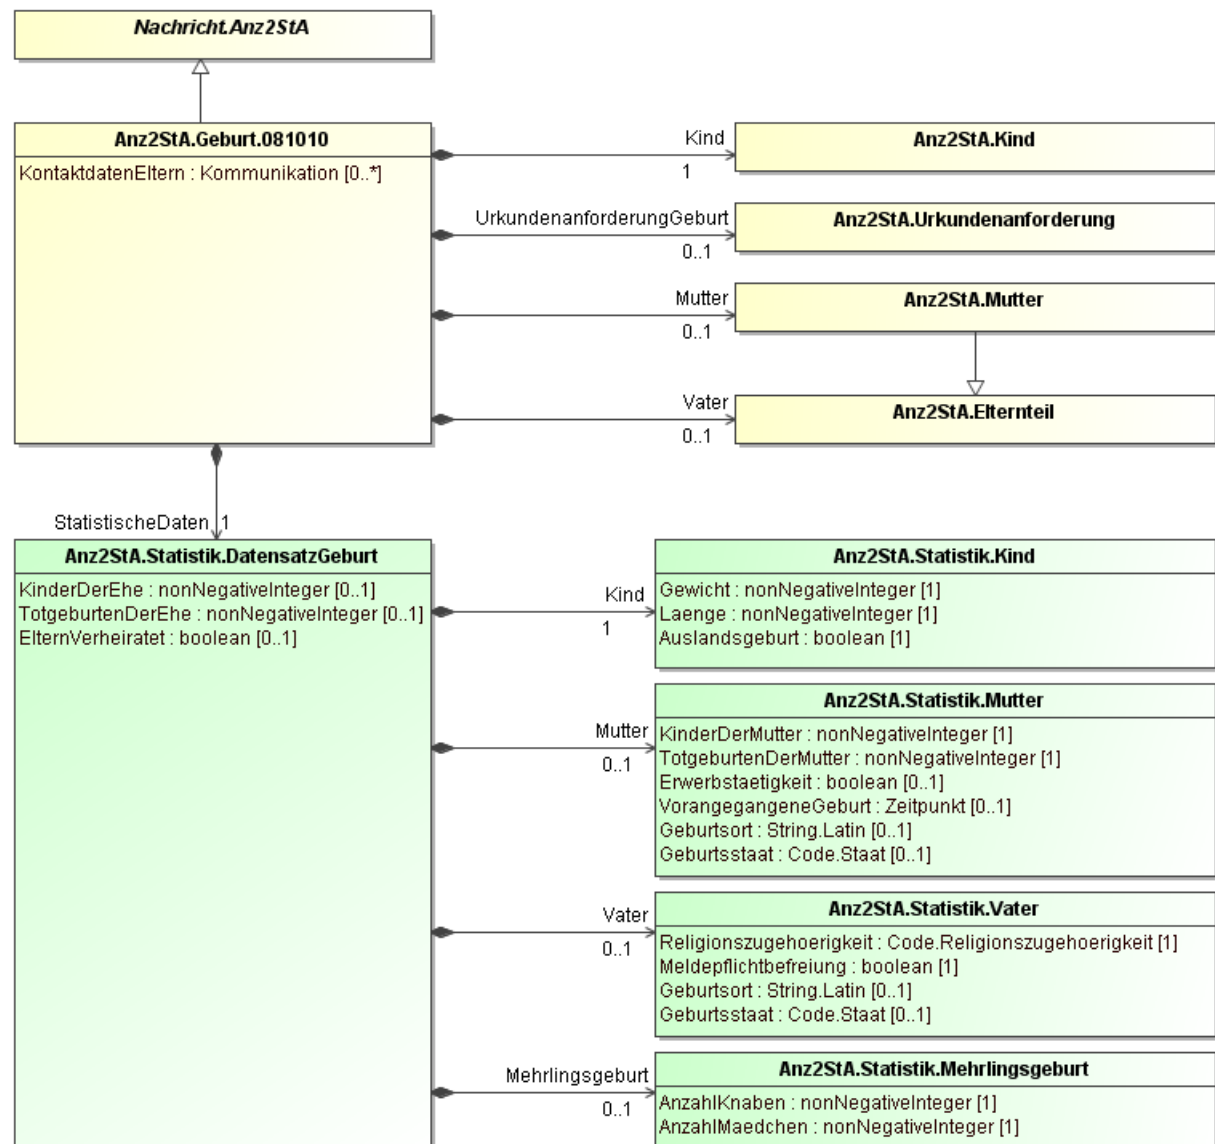 Nachricht.Anz2StA
Anz2StA.Geburt.081010
KontaktdatenEltern : Kommunikation [0..*]
Kind
1
Anz2StA.Kind
UrkundenanforderungGeburt
0..1
Anz2StA.Urkundenanforderung
Mutter
0..1
Anz2StA.Mutter
Vater
0..1
Anz2StA.Elternteil
StatistischeDaten 1
Anz2StA.Statistik.DatensatzGeburt
KinderDerEhe : nonNegativeInteger [0..1]
TotgeburtenDerEhe : nonNegativeInteger [0..1]
ElternVerheiratet : boolean [0..1]
Kind
1
Anz2StA.Statistik.Kind
Gewicht : nonNegativeInteger [1]
Laenge : nonNegativeInteger [1]
Auslandsgeburt : boolean [1]
Mutter
0..1
Anz2StA.Statistik.Mutter
KinderDerMutter : nonNegativeInteger [1]
TotgeburtenDerMutter : nonNegativeInteger [1]
Erwerbstaetigkeit : boolean [0..1]
VorangegangeneGeburt : Zeitpunkt [0..1]
Geburtsort : String.Latin [0..1]
Geburtsstaat : Code.Staat [0..1]
Vater
0..1
Anz2StA.Statistik.Vater
Religionszugehoerigkeit : Code.Religionszugehoerigkeit [1]
Meldepflichtbefreiung : boolean [1]
Geburtsort : String.Latin [0..1]
Geburtsstaat : Code.Staat [0..1]
Mehrlingsgeburt
0..1
Anz2StA.Statistik.Mehrlingsgeburt
AnzahlKnaben : nonNegativeInteger [1]
AnzahlMaedchen : nonNegativeInteger [1]